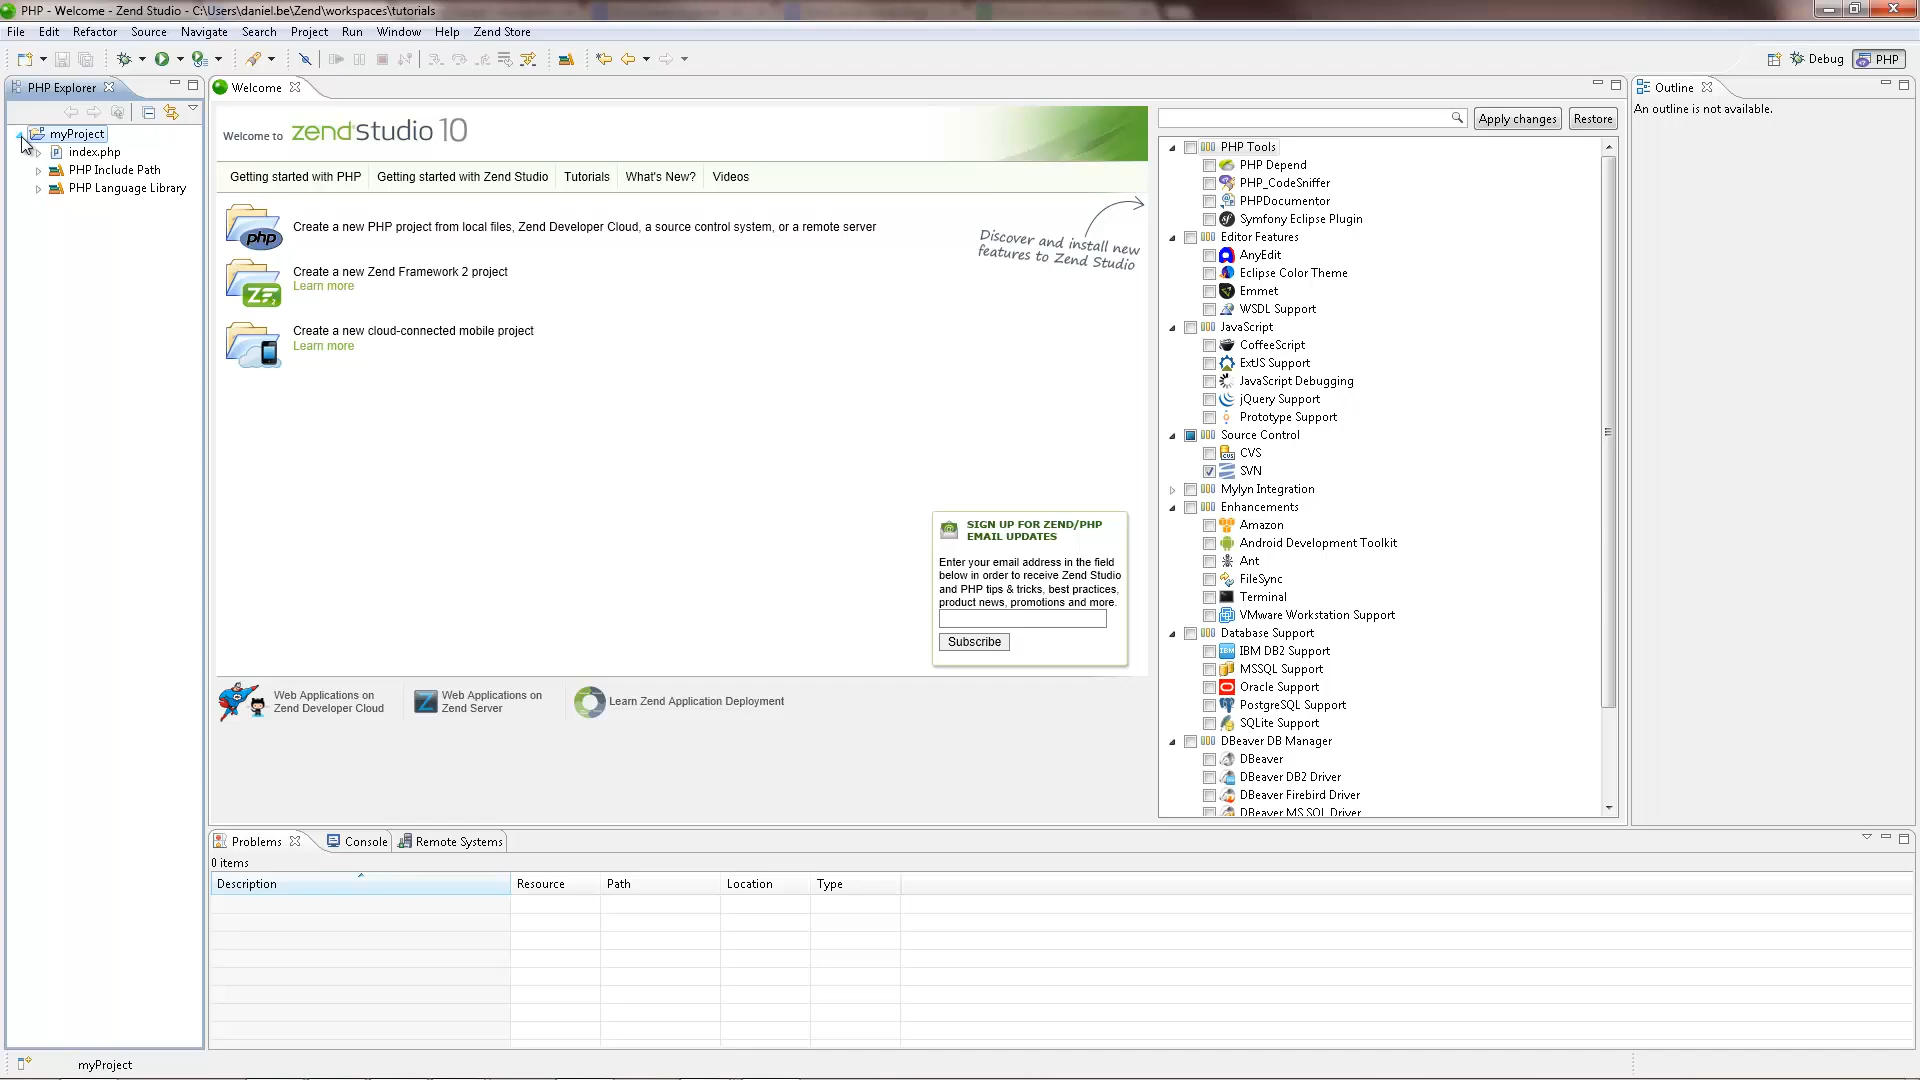 PHP - Welcome - Zend Studio - C:\Users\daniel.be\Zend\workspaces\tutorials
File Edit Refactor Source Navigate Search Project Run Window Help Zend Store
Debug PHP
PHP Explorer
myProject
index.php
PHP Include Path
PHP Language Library
Welcome
Welcome to zend Studio 10
Getting started with PHP Getting started with Zend Studio Tutorials What's New? Videos
php
Create a new PHP project from local files, Zend Developer Cloud, a source control system, or a remote server
Discover and install new
features to Zend Studio
ZF2
Create a new Zend Framework 2 project
Learn more
Create a new cloud-connected mobile project
Learn more
SIGN UP FOR ZEND/PHP
EMAIL UPDATES
Enter your email address in the field
below in order to receive Zend Studio
and PHP tips & tricks, best practices,
product news, promotions and more.
Subscribe
Web Applications on
Zend Developer Cloud
Web Applications on
Zend Server
Learn Zend Application Deployment
Apply changes Restore
PHP Tools
PHP Depend
PHP_CodeSniffer
PHPDocumentor
Symfony Eclipse Plugin
Editor Features
AnyEdit
Eclipse Color Theme
Emmet
WSDL Support
JavaScript
CoffeeScript
ExtJS Support
JavaScript Debugging
jQuery Support
Prototype Support
Source Control
CVS
SVN
Mylyn Integration
Enhancements
Amazon
Android Development Toolkit
Ant
FileSync
Terminal
VMware Workstation Support
Database Support
IBM DB2 Support
MSSQL Support
Oracle Support
PostgreSQL Support
SQLite Support
DBeaver DB Manager
DBeaver
DBeaver DB2 Driver
DBeaver Firebird Driver
DBeaver MS SQL Driver
Outline
An outline is not available.
Problems Console Remote Systems
0 items
Description Resource Path Location Type
myProject